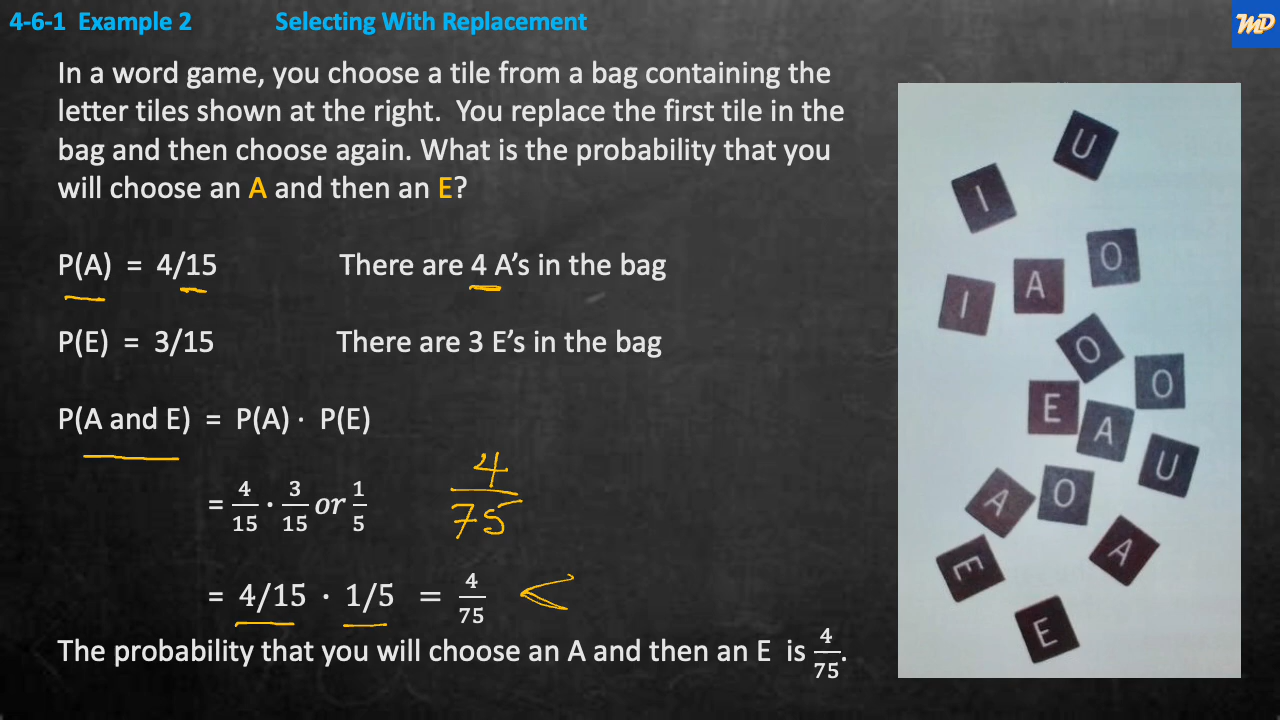 4-6-1 Example 2 Selecting With Replacement
MD
In a word game, you choose a tile from a bag containing the
letter tiles shown at the right. You replace the first tile in the
bag and then choose again. What is the probability that you
will choose an A and then an E?
P(A) = 4/15 There are 4 A's in the bag
P(E) = 3/15 There are 3 E's in the bag
P(A and E) = P(A) · P(E)
= 4/15 · 3/15 or 1/5
4/75
= 4/15 · 1/5 = 4/75 <
The probability that you will choose an A and then an E is 4/75.
U
I
O
A
I
O
O
E
A
U
A
O
A
E
E